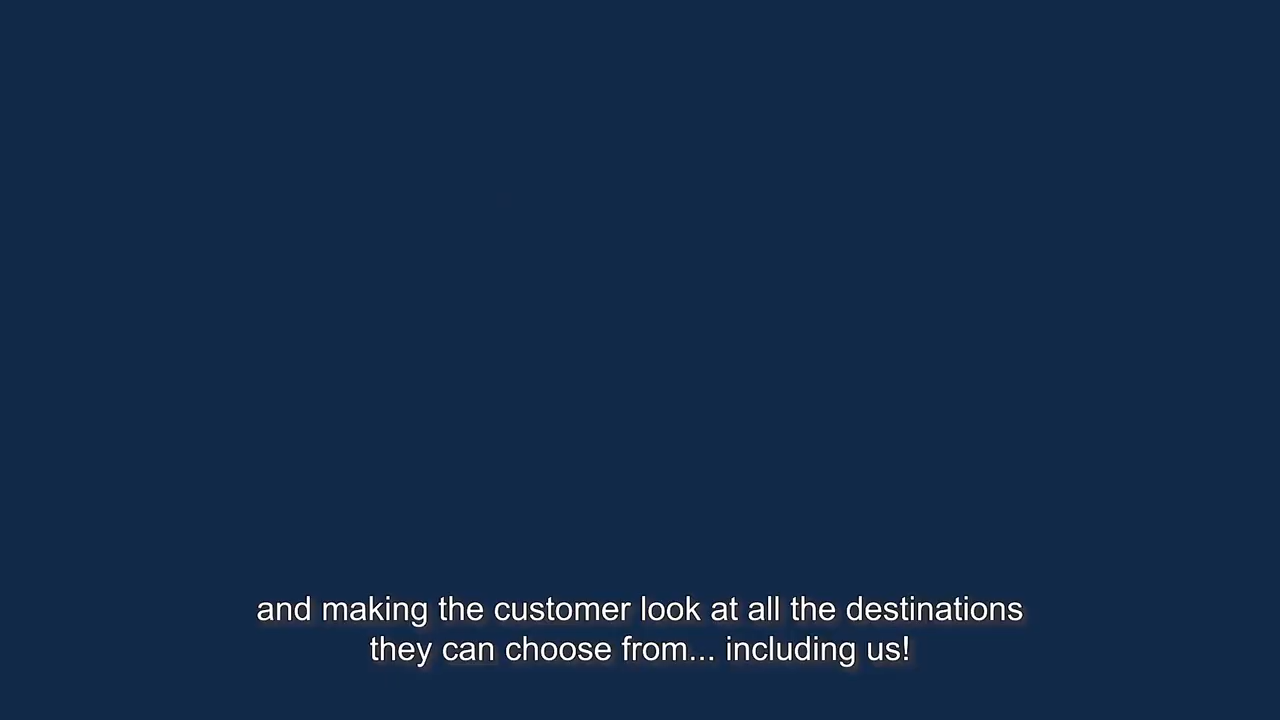 and making the customer look at all the destinations
they can choose from... including us!